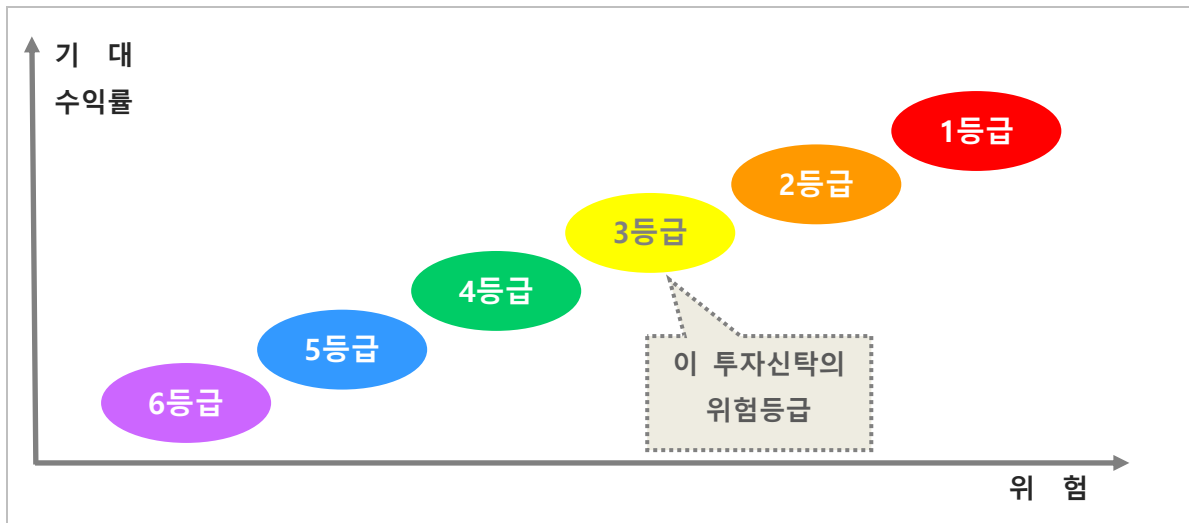 기 대
수익률
1등급
2등급
3등급
4등급
5등급
6등급
이 투자신탁의
위험등급
위 험